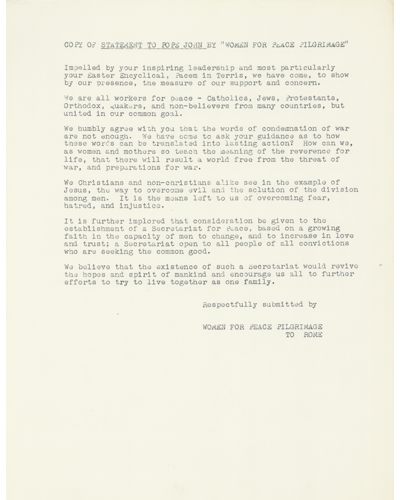 COPY OF STATEMENT TO POPE JOHN BY "WOMEN FOR PEACE PILGRIMAGE"
Impelled by your inspiring leadership and most particularly
your Easter Encyclical, Pacem in Terris, we have come, to show
by our presence, the measure of our support and concern.
We are all workers for peace - Catholics, Jews, Protestants,
Orthodox, Quakers, and non-believers from many countries, but
united in our common goal.
We humbly agree with you that the words of condemnation of war
are not enough. We have come to ask your guidance as to how
these words can be translated into lasting action? How can we,
as women and mothers so teach the meaning of the reverence for
life, that there will result a world free from the threat of
war, and preparations for war.
We Christians and non-christians alike see in the example of
Jesus, the way to overcome evil and the solution of the division
among men. It is the means left to us of overcoming fear,
hatred, and injustice.
It is further implored that consideration be given to the
establishment of a Secretariat for Peace, based on a growing
faith in the capacity of men to change, and to increase in love
and trust; a Secretariat open to all people of all convictions
who are seeking the common good.
We believe that the existence of such a Secretariat would revive
the hopes and spirit of mankind and encourage us all to further
efforts to try to live together as one family.
Respectfully submitted by
WOMEN FOR PEACE PILGRIMAGE
TO ROME